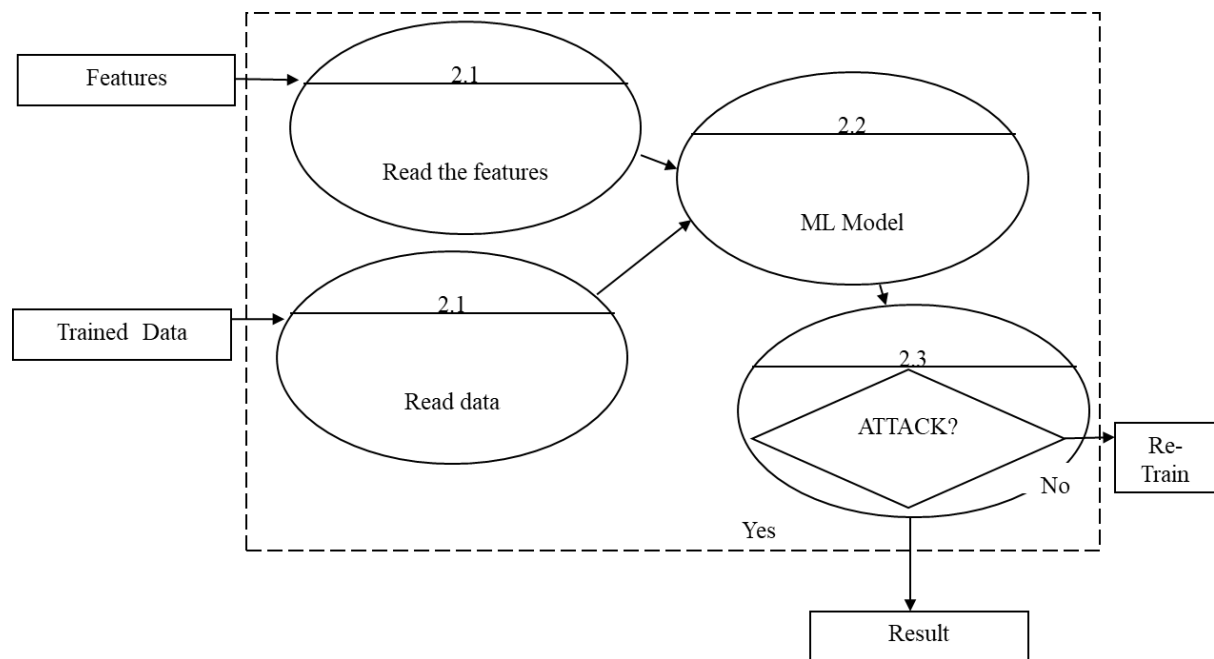 Features
2.1
Read the features
2.2
ML Model
Trained Data
2.1
Read data
2.3
ATTACK?
No
Re-
Train
Yes
Result